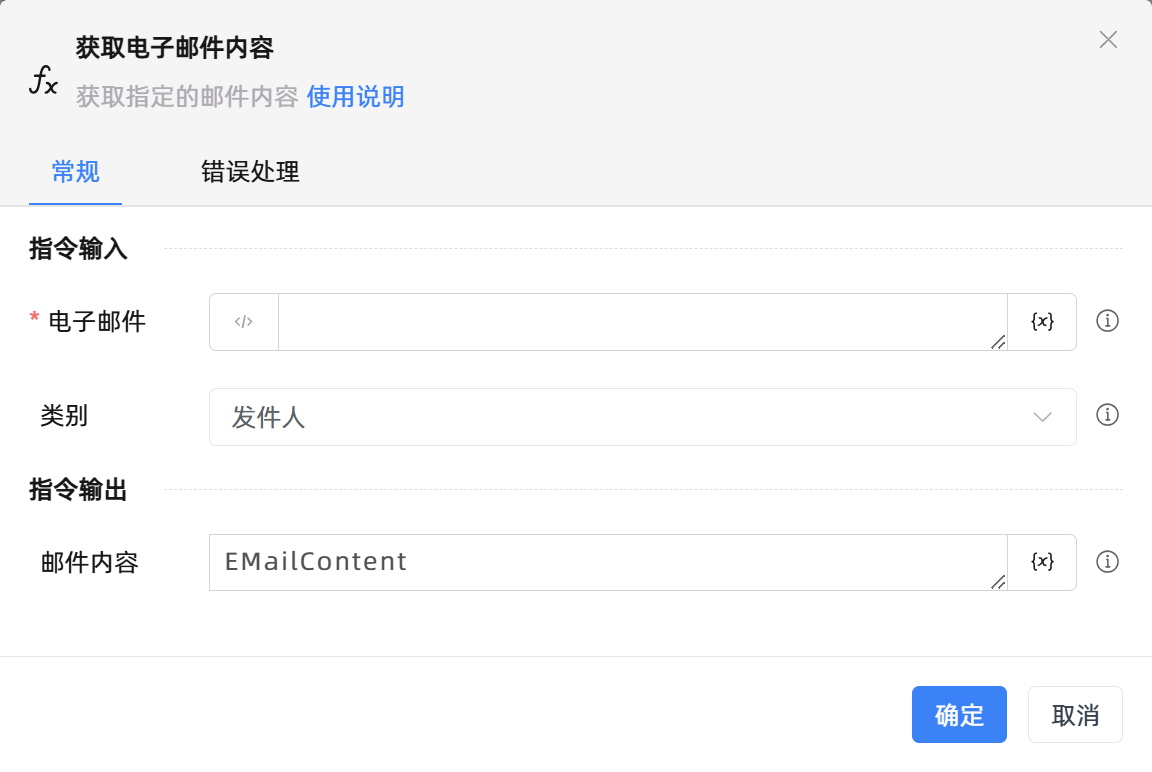 获取电子邮件内容
fx
获取指定的邮件内容 使用说明
常规 错误处理
指令输入
* 电子邮件 </> {x}
类别 发件人
指令输出
邮件内容 EMailContent {x}
确定 取消